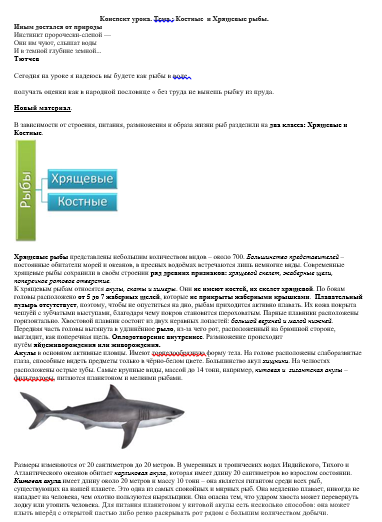 Конспект урока. Тема : Костные и Хрящевые рыбы.
Иным достался от природы
Инстинкт пророчески-слепой —
Они им чуют, слышат воды
И в темной глубине земной...
Тютчев
Сегодня на уроке я надеюсь вы будете как рыбы в воде,
получать оценки как в народной пословице « без труда не вынешь рыбку из пруда.
Новый материал.
В зависимости от строения, питания, размножения и образа жизни рыб разделили на два класса: Хрящевые и
Костные.
Рыбы
Хрящевые
Костные
Хрящевые рыбы представлены небольшим количеством видов – около 700. Большинство представителей –
постоянные обитатели морей и океанов, в пресных водоёмах встречаются лишь немногие виды. Современные
хрящевые рыбы сохранили в своём строении ряд древних признаков: хрящевой скелет, жаберные щели,
поперечное ротовое отверстие.
К хрящевым рыбам относятся акулы, скаты и химеры. Они не имеют костей, их скелет хрящевой. По бокам
головы расположено от 5 до 7 жаберных щелей, которые не прикрыты жаберными крышками. Плавательный
пузырь отсутствует, поэтому, чтобы не опуститься на дно, рыбам приходится активно плавать. Их кожа покрыта
чешуёй с зубчатыми выступами, благодаря чему покров становится шероховатым. Парные плавники расположены
горизонтально. Хвостовой плавник состоит из двух неравных лопастей: большой верхней и малой нижней.
Передняя часть головы вытянута в удлинённое рыло, из-за чего рот, расположенный на брюшной стороне,
выглядит, как поперечная щель. Оплодотворение внутреннее. Размножение происходит
путём яйцеживорождения или живорождения.
Акулы в основном активные пловцы. Имеют торпедообразную форму тела. На голове расположены слаборазвитые
глаза, способные видеть предметы только в чёрно-белом цвете. Большинство акул хищники. На челюстях
расположены острые зубы. Самые крупные виды, массой до 14 тонн, например, китовая и гигантская акулы –
питаются планктоном и мелкими рыбами.
Размеры изменяются от 20 сантиметров до 20 метров. В умеренных и тропических водах Индийского, Тихого и
Атлантического океанов обитает карликовая акула, которая имеет длину 20 сантиметров во взрослом состоянии.
Китовая акула имеет длину около 20 метров и массу 10 тонн – она является гигантом среди всех рыб,
существующих на нашей планете. Это одна из самых спокойных и мирных рыб. Она медленно плавает, никогда не
нападает на человека, чем охотно пользуются ныряльщики. Она опасна тем, что ударом хвоста может перевернуть
лодку или утопить человека. Для питания планктоном у китовой акулы есть несколько способов: она может
плыть вперёд с открытой пастью либо редко раскрывать рот рядом с большим количеством добычи.